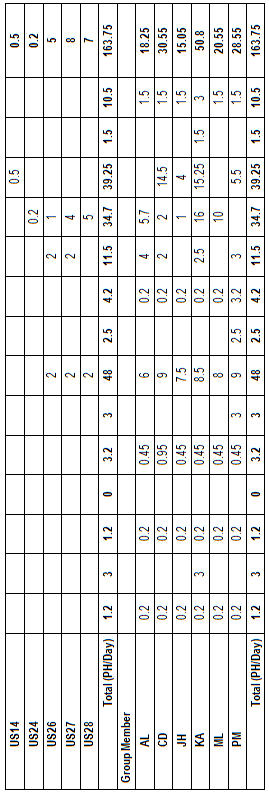 US14 0.5 0.5
US24 0.2 0.2
US26 2 2 1 5
US27 2 2 4 8
US28 2 5 7
Total (PH/Day) 1.2 3 1.2 0 3.2 3 48 2.5 4.2 11.5 34.7 39.25 1.5 10.5 163.75
Group Member
AL 0.2 0.2 0.45 6 0.2 4 5.7 1.5 18.25
CD 0.2 0.2 0.95 9 0.2 2 2 14.5 1.5 30.55
JH 0.2 0.2 0.45 7.5 0.2 1 4 1.5 15.05
KA 0.2 3 0.2 0.45 8.5 0.2 2.5 16 15.25 1.5 3 50.8
ML 0.2 0.2 0.45 8 0.2 10 1.5 20.55
PM 0.2 0.2 0.45 3 9 2.5 3.2 3 5.5 1.5 28.55
Total (PH/Day) 1.2 3 1.2 0 3.2 3 48 2.5 4.2 11.5 34.7 39.25 1.5 10.5 163.75